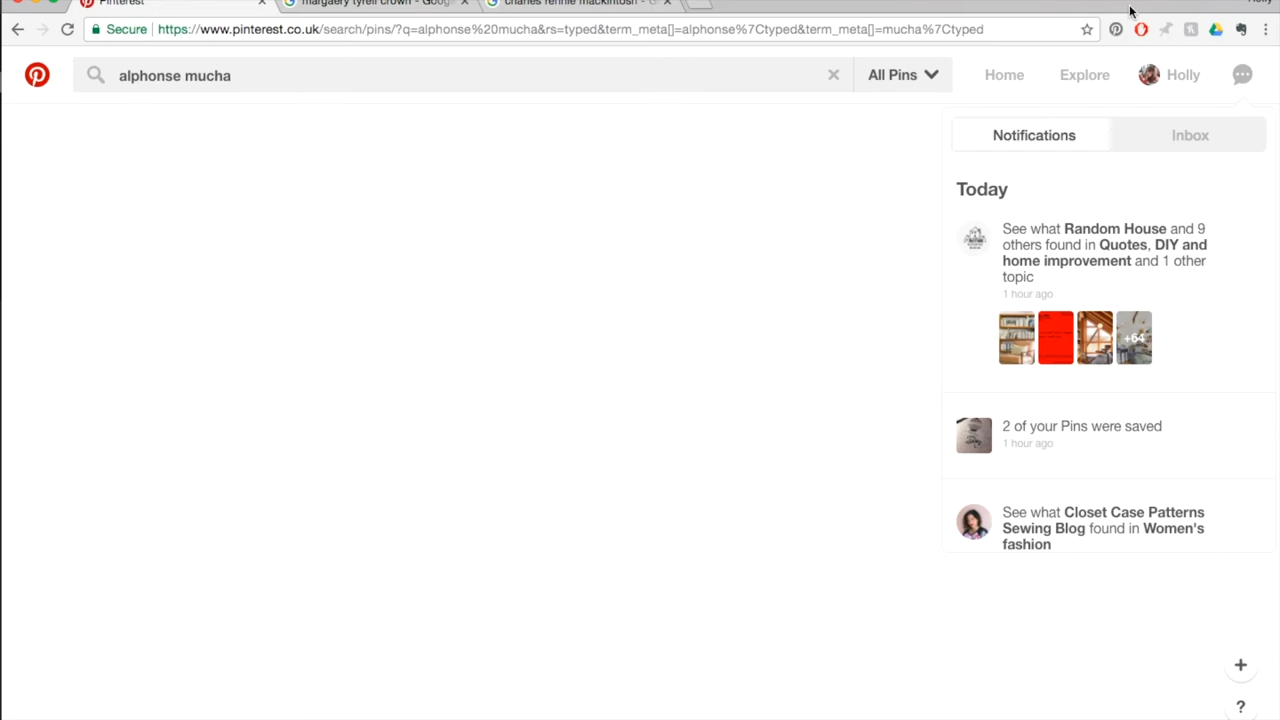 Pinterest
margaery tyrell crown - Goog
charles rennie mackintosh - G
Holly
Secure
https://www.pinterest.co.uk/search/pins/?q=alphonse%20mucha&rs=typed&term_meta[]=alphonse%7Ctyped&term_meta[]=mucha%7Ctyped
alphonse mucha
All Pins
Home
Explore
Holly
Notifications
Inbox
Today
See what Random House and 9
others found in Quotes, DIY and
home improvement and 1 other
topic
1 hour ago
+64
2 of your Pins were saved
1 hour ago
See what Closet Case Patterns
Sewing Blog found in Women's
fashion
+
?